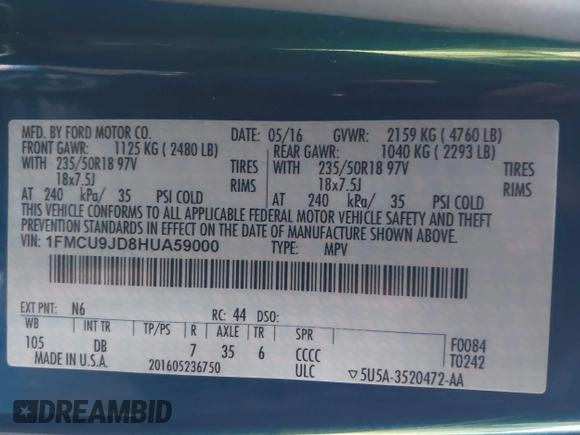 MFD. BY FORD MOTOR CO. DATE: 05/16 GVWR: 2159 KG ( 4760 LB)
FRONT GAWR: 1125 KG ( 2480 LB) REAR GAWR: 1040 KG ( 2293 LB)
WITH 235/50R18 97V TIRES WITH 235/50R18 97V TIRES
18x7.5J RIMS 18x7.5J RIMS
AT 240 kPa/ 35 PSI COLD AT 240 kPa/ 35 PSI COLD
THIS VEHICLE CONFORMS TO ALL APPLICABLE FEDERAL MOTOR VEHICLE SAFETY AND THEFT
PREVENTION STANDARDS IN EFFECT ON THE DATE OF MANUFACTURE SHOWN ABOVE.
VIN: 1FMCU9JD8HUA59000 TYPE: MPV
EXT PNT: N6 RC: 44 DSO:
WB INT TR TP/PS R AXLE TR SPR F0084
105 DB 7 35 6 CCCC T0242
MADE IN U.S.A. 201605236750 ULC ▽5U5A-3520472-AA
DREAMBID